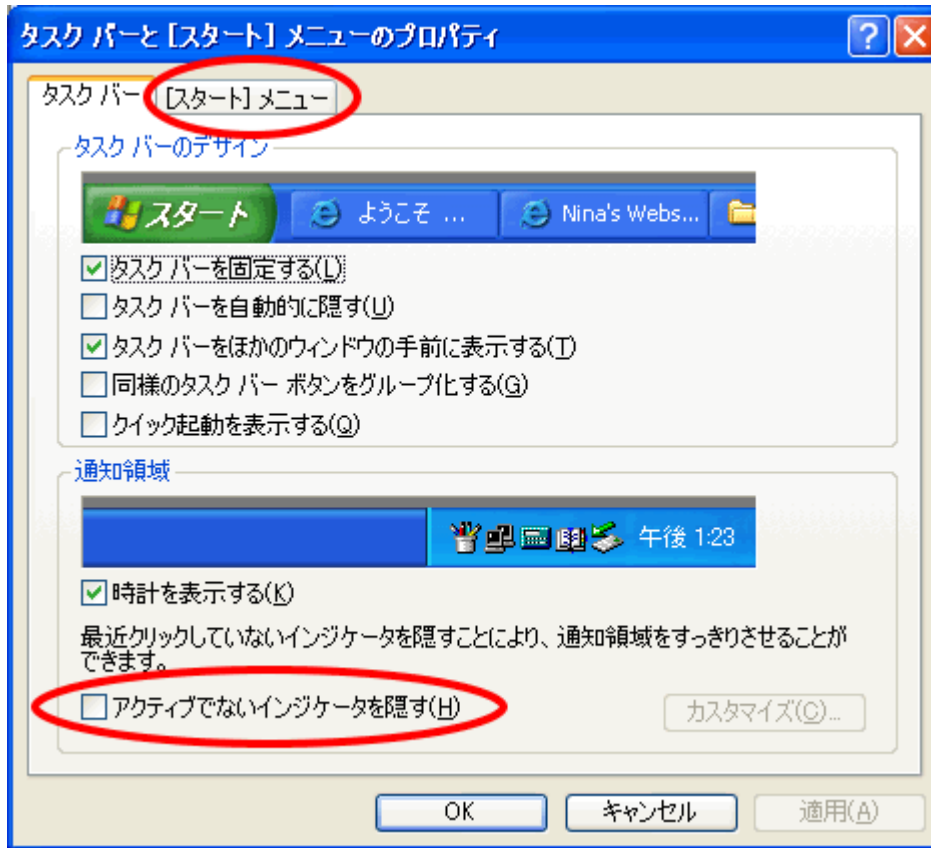 タスク バーと [スタート] メニューのプロパティ
タスク バー
[スタート] メニュー
タスク バーのデザイン
スタート
ようこそ ...
Nina's Webs...
タスク バーを固定する(L)
タスク バーを自動的に隠す(U)
タスク バーをほかのウィンドウの手前に表示する(T)
同様のタスク バー ボタンをグループ化する(G)
クイック起動を表示する(Q)
通知領域
午後 1:23
時計を表示する(K)
最近クリックしていないインジケータを隠すことにより、通知領域をすっきりさせることが
できます。
アクティブでないインジケータを隠す(H)
カスタマイズ(C)...
OK
キャンセル
適用(A)